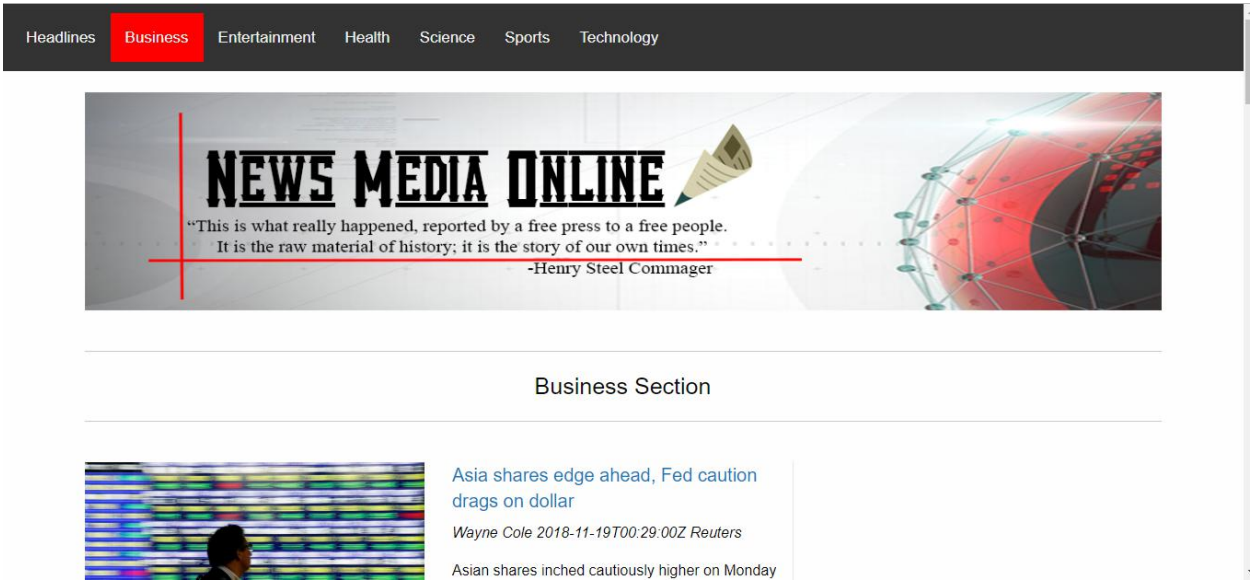 Headlines Business Entertainment Health Science Sports Technology
NEWS MEDIA ONLINE
“This is what really happened, reported by a free press to a free people.
It is the raw material of history; it is the story of our own times.”
-Henry Steel Commager
Business Section
Asia shares edge ahead, Fed caution
drags on dollar
Wayne Cole 2018-11-19T00:29:00Z Reuters
Asian shares inched cautiously higher on Monday